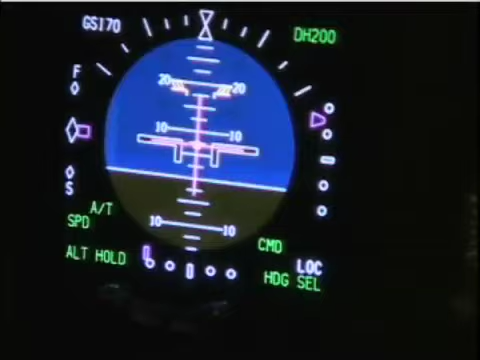 GS170
DH200
F
20 20
10 10
S
A/T
SPD
10 10
ALT HOLD
CMD
LOC
HDG SEL